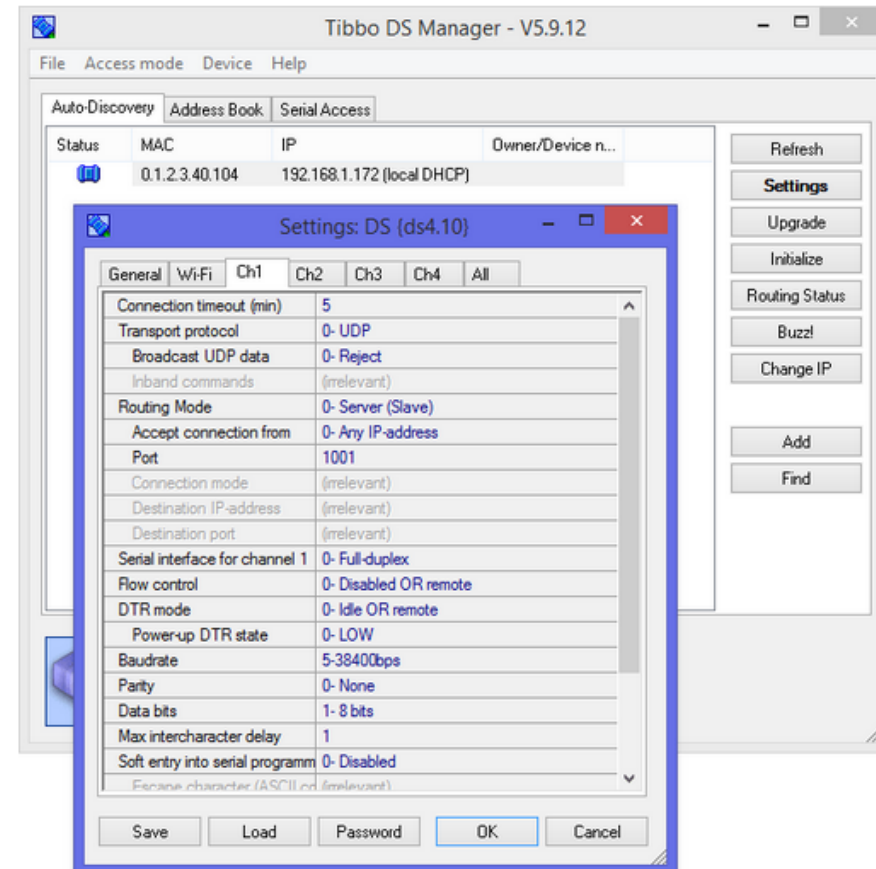 Tibbo DS Manager - V5.9.12
File Access mode Device Help
Auto-Discovery Address Book Serial Access
Status MAC IP Owner/Device n...
0.1.2.3.40.104 192.168.1.172 (local DHCP)
Refresh
Settings
Upgrade
Initialize
Routing Status
Buzz!
Change IP
Add
Find
Settings: DS {ds4.10}
General Wi-Fi Ch1 Ch2 Ch3 Ch4 All
Connection timeout (min) 5
Transport protocol 0- UDP
Broadcast UDP data 0- Reject
Inband commands (irrelevant)
Routing Mode 0- Server (Slave)
Accept connection from 0- Any IP-address
Port 1001
Connection mode (irrelevant)
Destination IP-address (irrelevant)
Destination port (irrelevant)
Serial interface for channel 1 0- Full-duplex
Flow control 0- Disabled OR remote
DTR mode 0- Idle OR remote
Power-up DTR state 0- LOW
Baudrate 5-38400bps
Parity 0- None
Data bits 1- 8 bits
Max intercharacter delay 1
Soft entry into serial programm 0- Disabled
Escape character (ASCII co (irrelevant)
Save Load Password OK Cancel